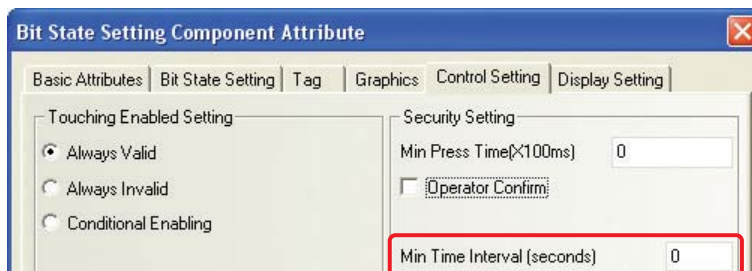 Bit State Setting Component Attribute
Basic Attributes Bit State Setting Tag Graphics Control Setting Display Setting
Touching Enabled Setting
Always Valid
Always Invalid
Conditional Enabling
Security Setting
Min Press Time(X100ms) 0
Operator Confirm
Min Time Interval (seconds) 0